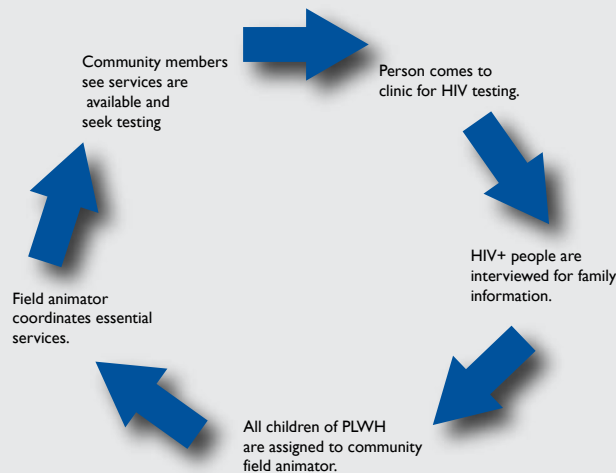 Community members
see services are
available and
seek testing
Person comes to
clinic for HIV testing.
HIV+ people are
interviewed for family
information.
All children of PLWH
are assigned to community
field animator.
Field animator
coordinates essential
services.